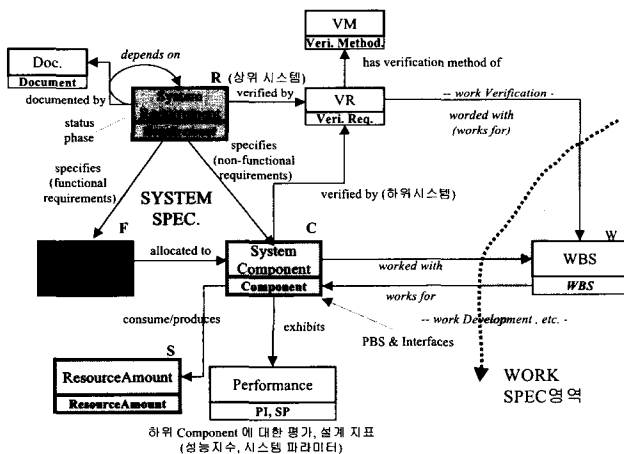 VM
Veri. Method.
Doc.
Document
depends on
R (상위 시스템)
has verification method of
documented by
System
verified by
VR
Veri. Req.
-- work Verification -
status
phase
worded with
(works for)
specifies
(functional
requirements)
specifies
(non-functional
requirements)
verified by (하위시스템)
SYSTEM
SPEC.
F
C
W
allocated to
System
Component
Component
worked with
works for
WBS
WBS
consume/produces
exhibits
-- work Development , etc. -
PBS & Interfaces
S
ResourceAmount
ResourceAmount
Performance
PI, SP
WORK
SPEC영역
하위 Component 에 대한 평가, 설계 지표
(성능지수, 시스템 파라미터)